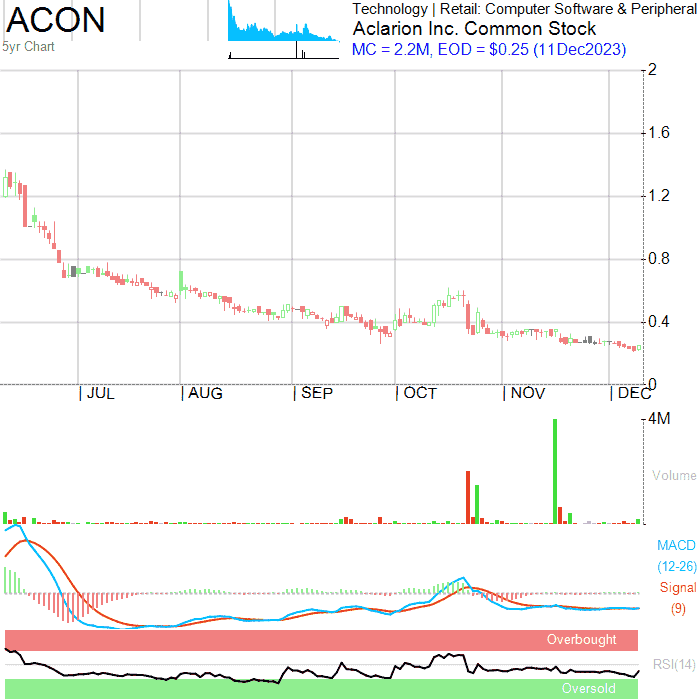 ACON
5yr Chart
Technology | Retail: Computer Software & Peripheral
Aclarion Inc. Common Stock
MC = 2.2M, EOD = $0.25 (11Dec2023)
2
1.6
1.2
0.8
0.4
0
JUL AUG SEP OCT NOV DEC
4M
Volume
MACD
(12-26)
Signal
(9)
Overbought
RSI(14)
Oversold